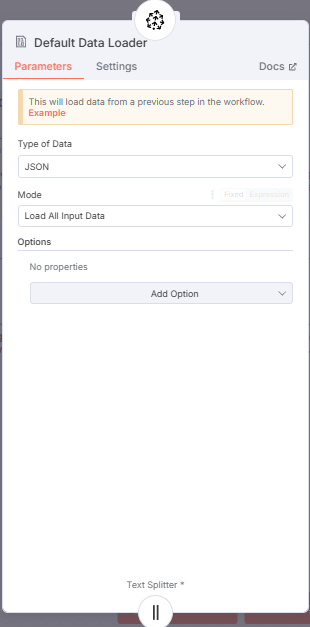 Default Data Loader
Parameters
Settings
Docs
This will load data from a previous step in the workflow.
Example
Type of Data
JSON
Mode
Fixed
Expression
Load All Input Data
Options
No properties
Add Option
Text Splitter *